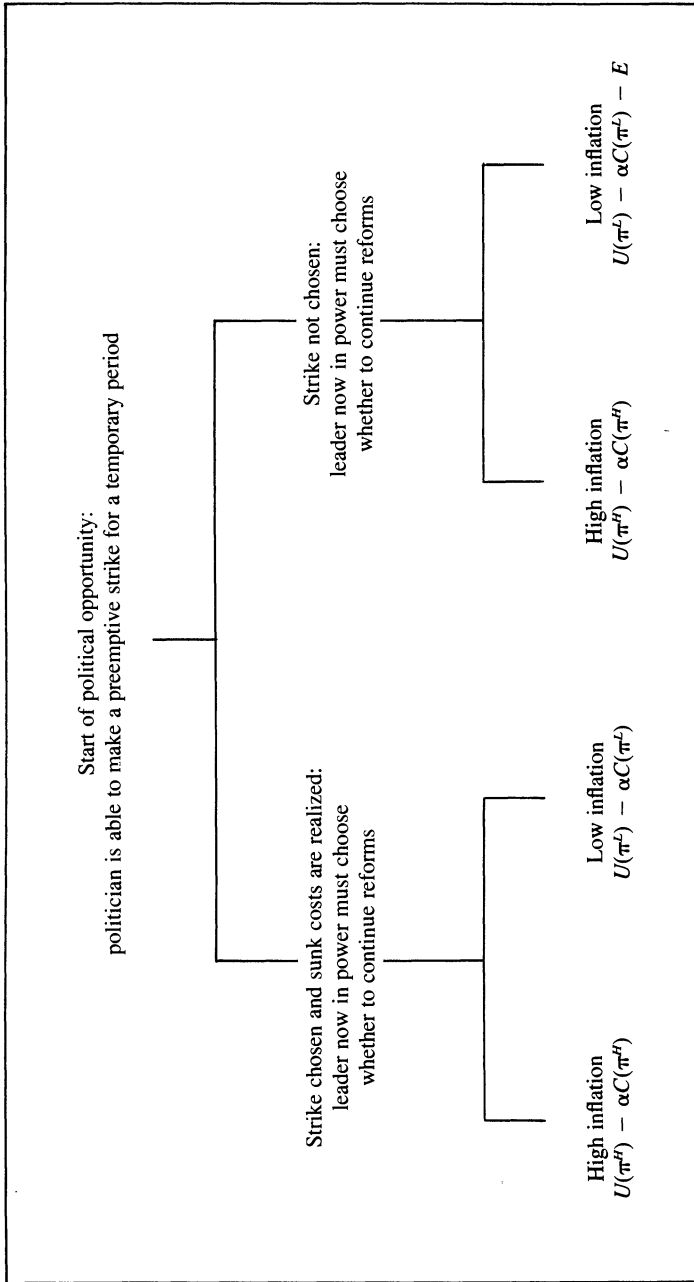 Start of political opportunity:
politician is able to make a preemptive strike for a temporary period
Strike chosen and sunk costs are realized:
leader now in power must choose
whether to continue reforms
Strike not chosen:
leader now in power must choose
whether to continue reforms
High inflation
U(π^H) − αC(π^H)
Low inflation
U(π^L) − αC(π^L)
High inflation
U(π^H) − αC(π^H)
Low inflation
U(π^L) − αC(π^L) − E